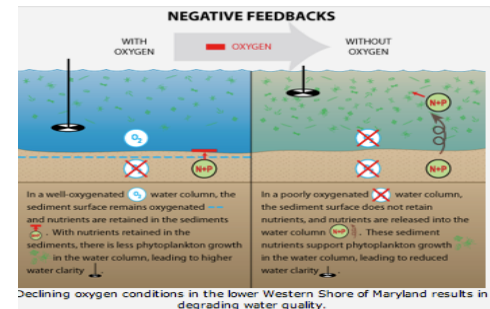 NEGATIVE FEEDBACKS
WITH
OXYGEN
OXYGEN
WITHOUT
OXYGEN
O2
N+P
O2
N+P
N+P
In a well-oxygenated O2 water column, the
sediment surface remains oxygenated
and nutrients are retained in the sediments
. With nutrients retained in the
sediments, there is less phytoplankton growth
in the water column, leading to higher
water clarity .
In a poorly oxygenated water column,
the sediment surface does not retain
nutrients, and nutrients are released into the
water column N+P . These sediment
nutrients support phytoplankton growth
in the water column, leading to reduced
water clarity .
Declining oxygen conditions in the lower Western Shore of Maryland results in
degrading water quality.